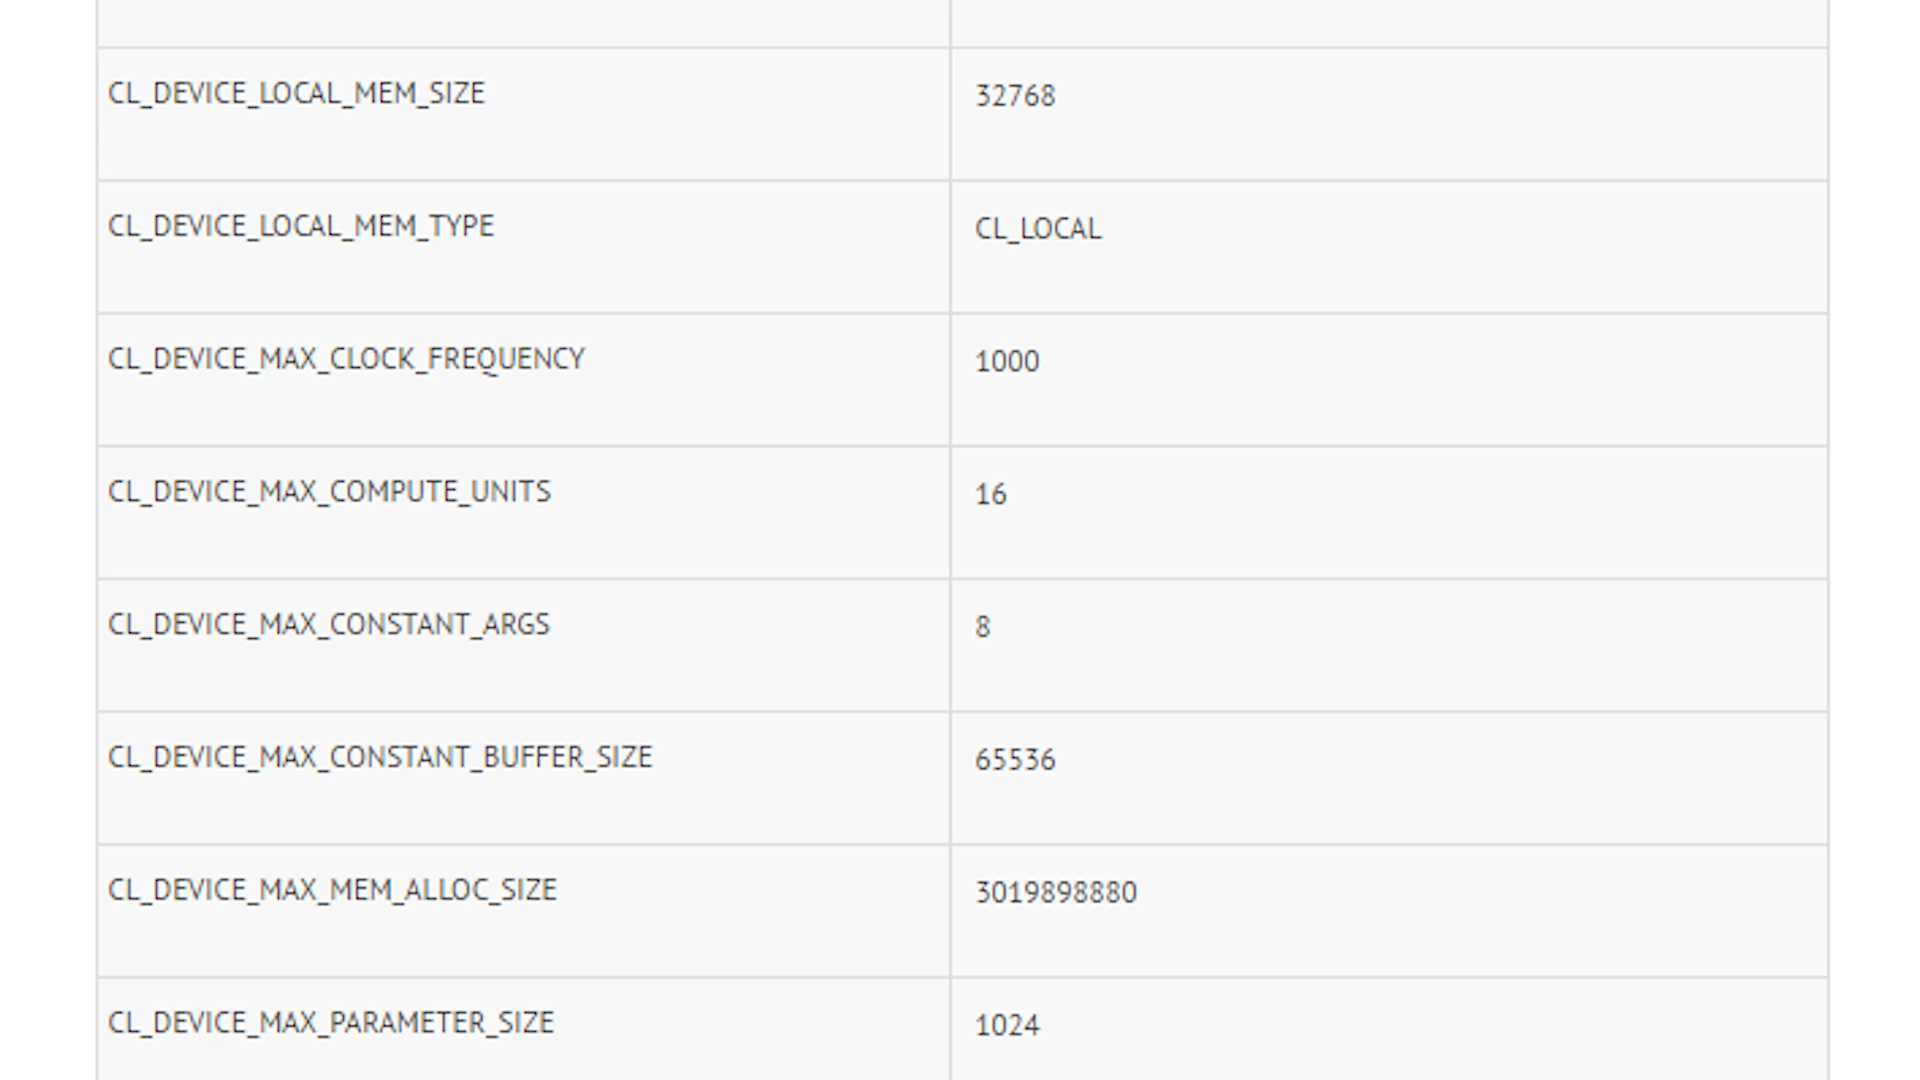 CL_DEVICE_LOCAL_MEM_SIZE 32768
CL_DEVICE_LOCAL_MEM_TYPE CL_LOCAL
CL_DEVICE_MAX_CLOCK_FREQUENCY 1000
CL_DEVICE_MAX_COMPUTE_UNITS 16
CL_DEVICE_MAX_CONSTANT_ARGS 8
CL_DEVICE_MAX_CONSTANT_BUFFER_SIZE 65536
CL_DEVICE_MAX_MEM_ALLOC_SIZE 3019898880
CL_DEVICE_MAX_PARAMETER_SIZE 1024